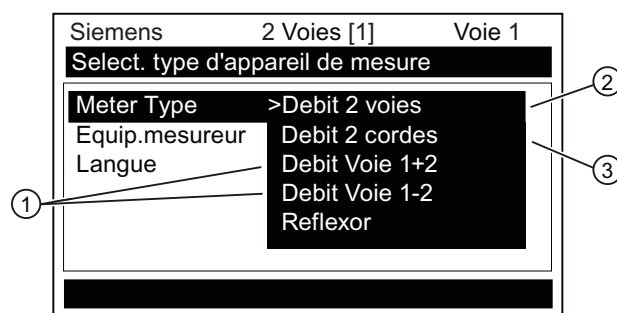 Siemens 2 Voies [1] Voie 1
Select. type d'appareil de mesure
Meter Type >Debit 2 voies
Equip.mesureur Debit 2 cordes
Langue Debit Voie 1+2
Debit Voie 1-2
Reflexor
1
2
3